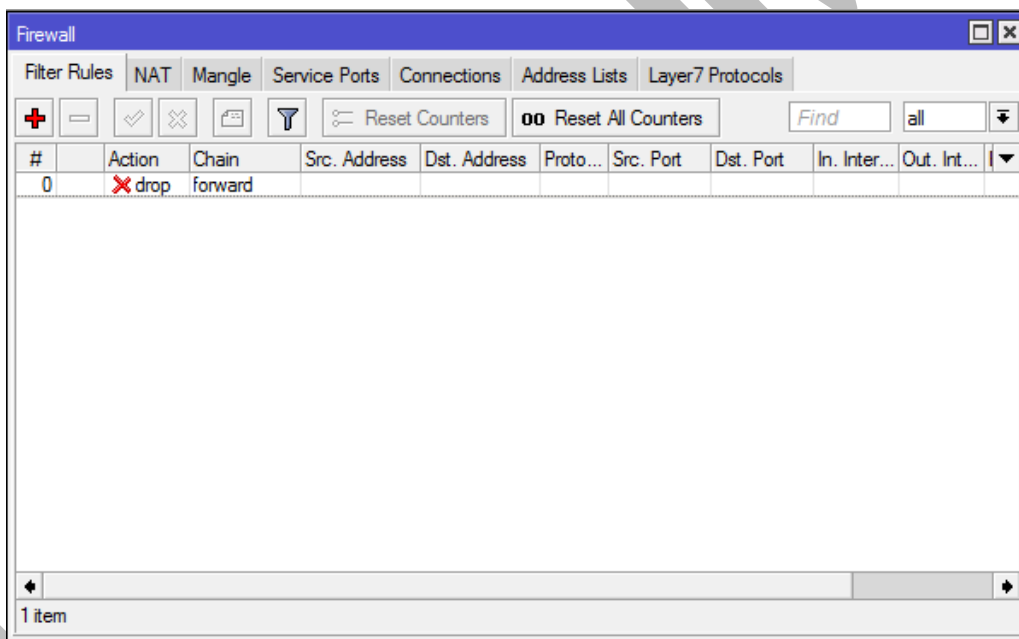 Firewall
Filter Rules NAT Mangle Service Ports Connections Address Lists Layer7 Protocols
Reset Counters 00 Reset All Counters Find all
# Action Chain Src. Address Dst. Address Proto... Src. Port Dst. Port In. Inter... Out. Int...
0 drop forward
1 item